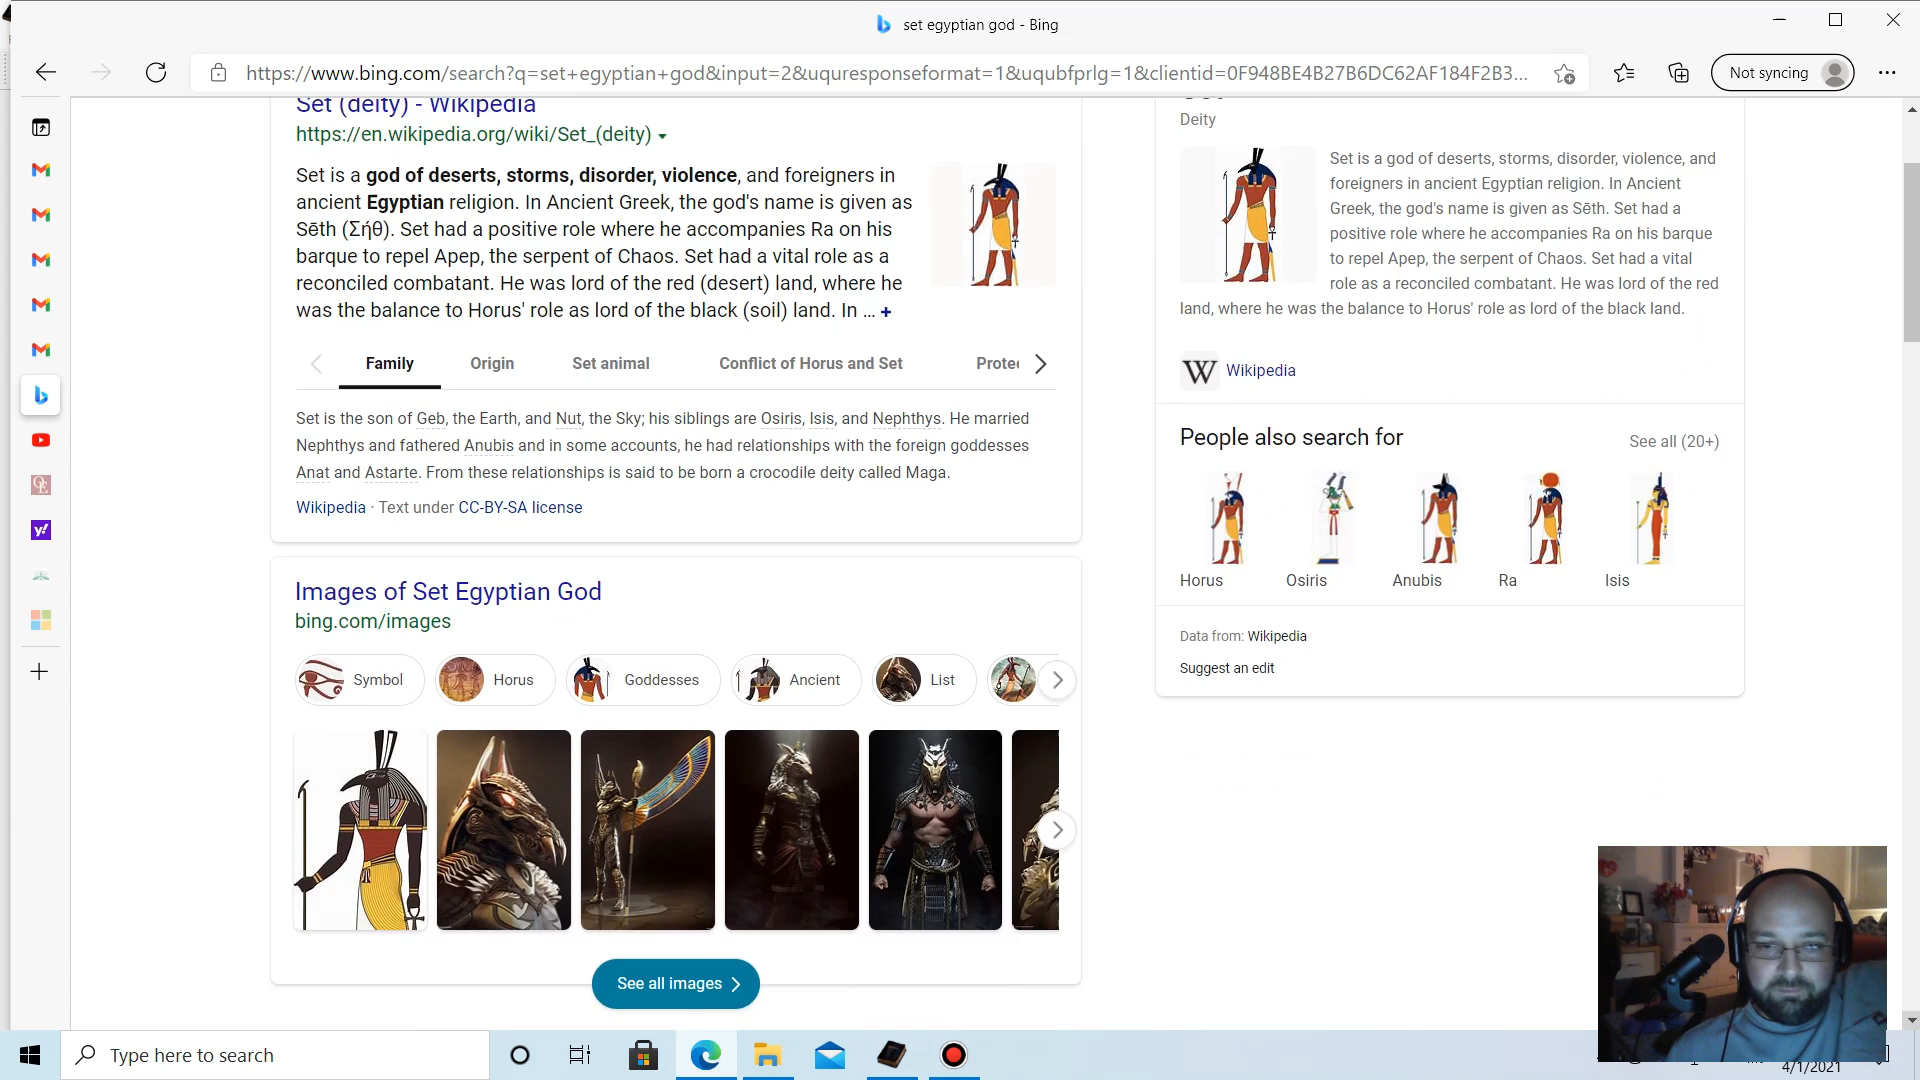 set egyptian god - Bing
https://www.bing.com/search?q=set+egyptian+god&input=2&uquresponseformat=1&uqubfprlg=1&clientid=0F948BE4B27B6DC62AF184F2B3...
Not syncing
Set (deity) - Wikipedia
https://en.wikipedia.org/wiki/Set_(deity)
Set is a god of deserts, storms, disorder, violence, and foreigners in
ancient Egyptian religion. In Ancient Greek, the god's name is given as
Sēth (Σήθ). Set had a positive role where he accompanies Ra on his
barque to repel Apep, the serpent of Chaos. Set had a vital role as a
reconciled combatant. He was lord of the red (desert) land, where he
was the balance to Horus' role as lord of the black (soil) land. In ... +
Family Origin Set animal Conflict of Horus and Set Protec
Set is the son of Geb, the Earth, and Nut, the Sky; his siblings are Osiris, Isis, and Nephthys. He married
Nephthys and fathered Anubis and in some accounts, he had relationships with the foreign goddesses
Anat and Astarte. From these relationships is said to be born a crocodile deity called Maga.
Wikipedia · Text under CC-BY-SA license
Images of Set Egyptian God
bing.com/images
Symbol Horus Goddesses Ancient List
See all images
Deity
Set is a god of deserts, storms, disorder, violence, and
foreigners in ancient Egyptian religion. In Ancient
Greek, the god's name is given as Sēth. Set had a
positive role where he accompanies Ra on his barque
to repel Apep, the serpent of Chaos. Set had a vital
role as a reconciled combatant. He was lord of the red
land, where he was the balance to Horus' role as lord of the black land.
W Wikipedia
People also search for See all (20+)
Horus Osiris Anubis Ra Isis
Data from: Wikipedia
Suggest an edit
Type here to search
4/1/2021